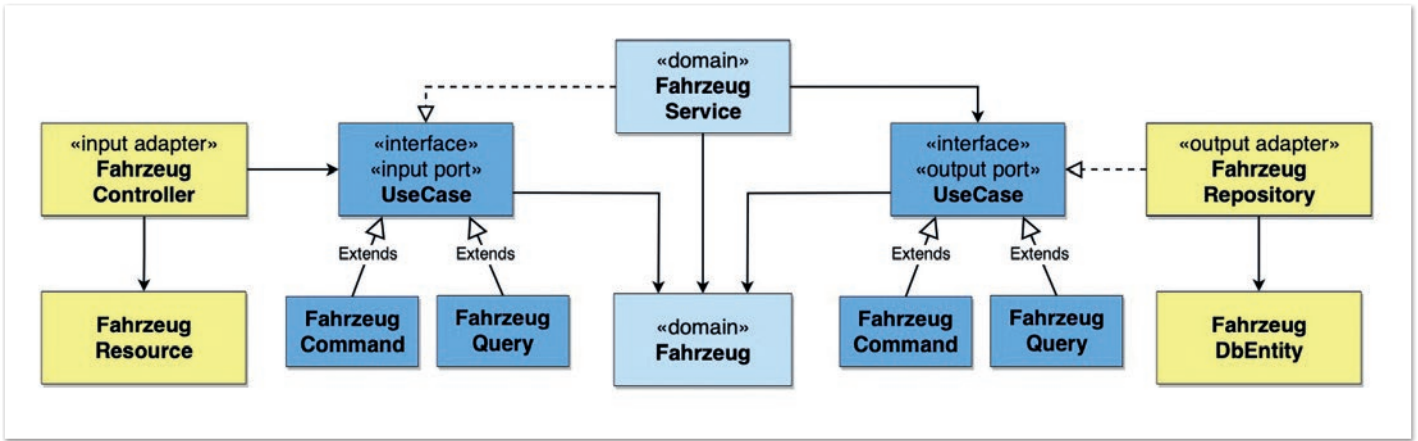 «domain»
Fahrzeug
Service
«input adapter»
Fahrzeug
Controller
«interface»
«input port»
UseCase
«interface»
«output port»
UseCase
«output adapter»
Fahrzeug
Repository
Extends
Extends
Extends
Extends
Fahrzeug
Resource
Fahrzeug
Command
Fahrzeug
Query
«domain»
Fahrzeug
Fahrzeug
Command
Fahrzeug
Query
Fahrzeug
DbEntity